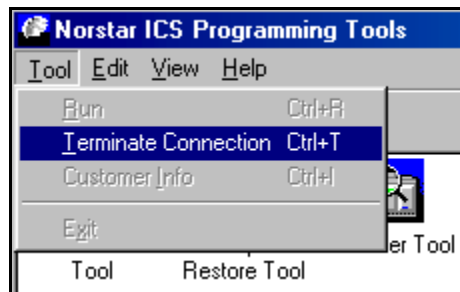 Norstar ICS Programming Tools
Tool Edit View Help
Run Ctrl+R
Terminate Connection Ctrl+T
Customer Info Ctrl+I
Exit
er Tool
Tool Restore Tool